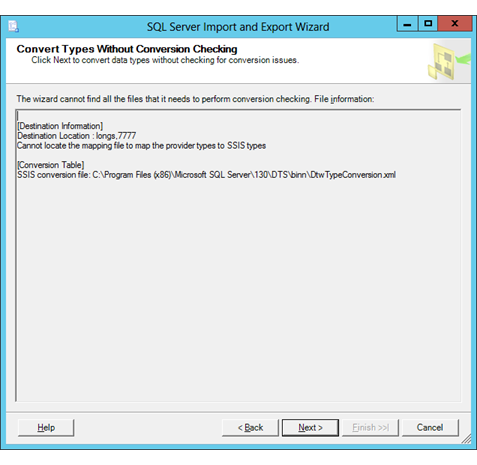 SQL Server Import and Export Wizard
Convert Types Without Conversion Checking
Click Next to convert data types without checking for conversion issues.
The wizard cannot find all the files that it needs to perform conversion checking. File information:
[Destination Information]
Destination Location : longs,7777
Cannot locate the mapping file to map the provider types to SSIS types
[Conversion Table]
SSIS conversion file: C:\Program Files (x86)\Microsoft SQL Server\130\DTS\binn\DtwTypeConversion.xml
Help
< Back
Next >
Finish >>|
Cancel